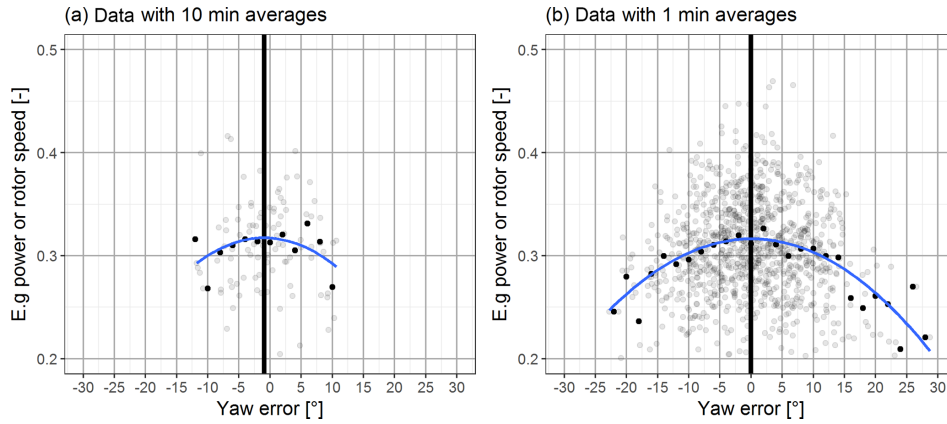 (a) Data with 10 min averages
E.g power or rotor speed [-]
0.5
0.4
0.3
0.2
-30 -25 -20 -15 -10 -5 0 5 10 15 20 25 30
Yaw error [°]
(b) Data with 1 min averages
E.g power or rotor speed [-]
0.5
0.4
0.3
0.2
-30 -25 -20 -15 -10 -5 0 5 10 15 20 25 30
Yaw error [°]